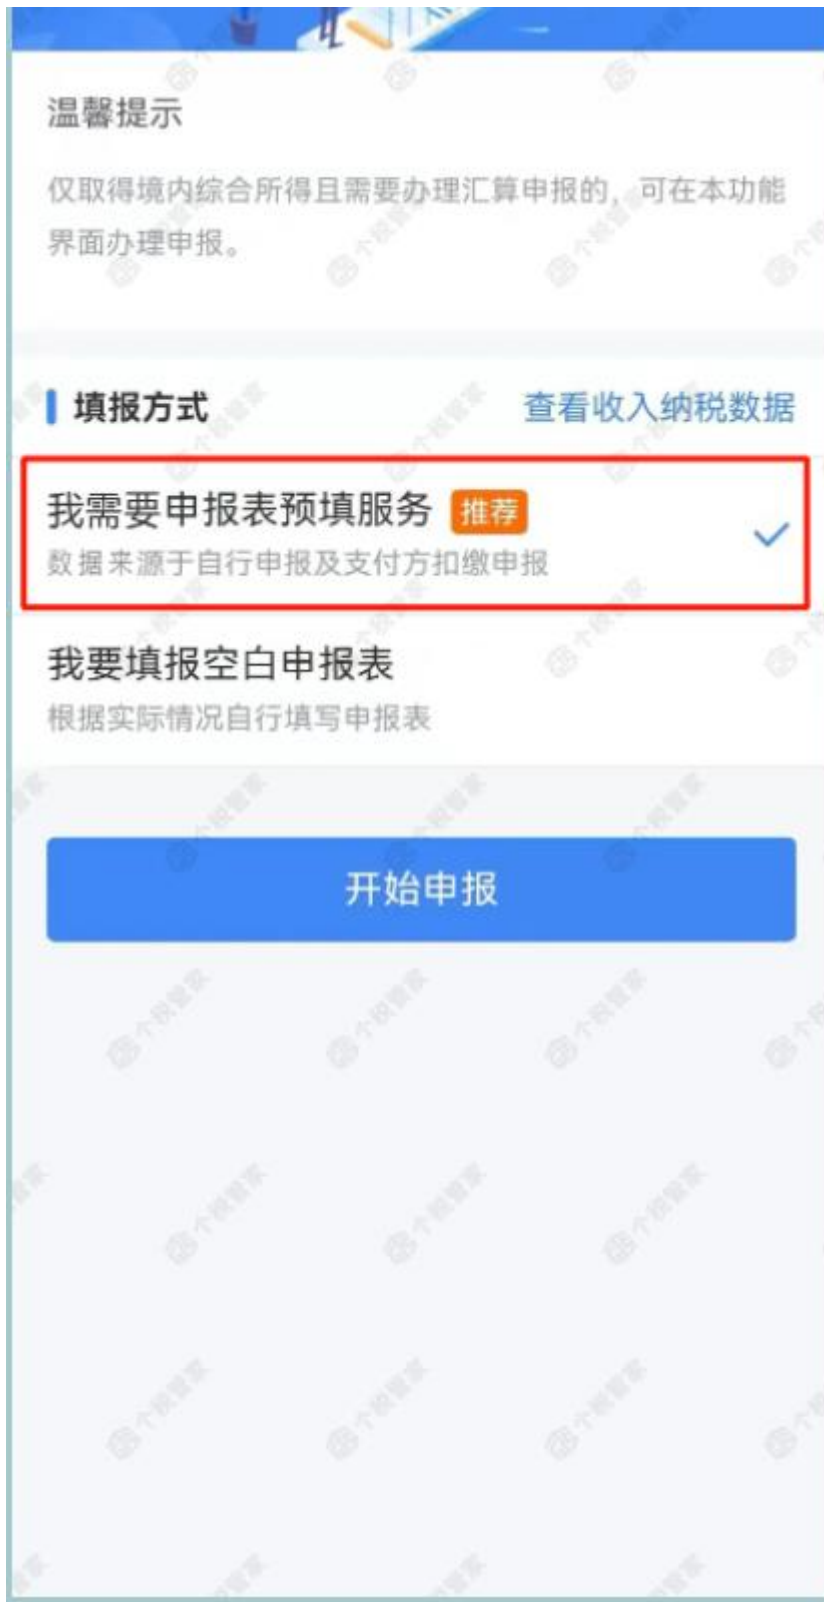 温馨提示
仅取得境内综合所得且需要办理汇算申报的，可在本功能
界面办理申报。
填报方式
查看收入纳税数据
我需要申报表预填服务 推荐
数据来源于自行申报及支付方扣缴申报
我要填报空白申报表
根据实际情况自行填写申报表
开始申报
个税管家